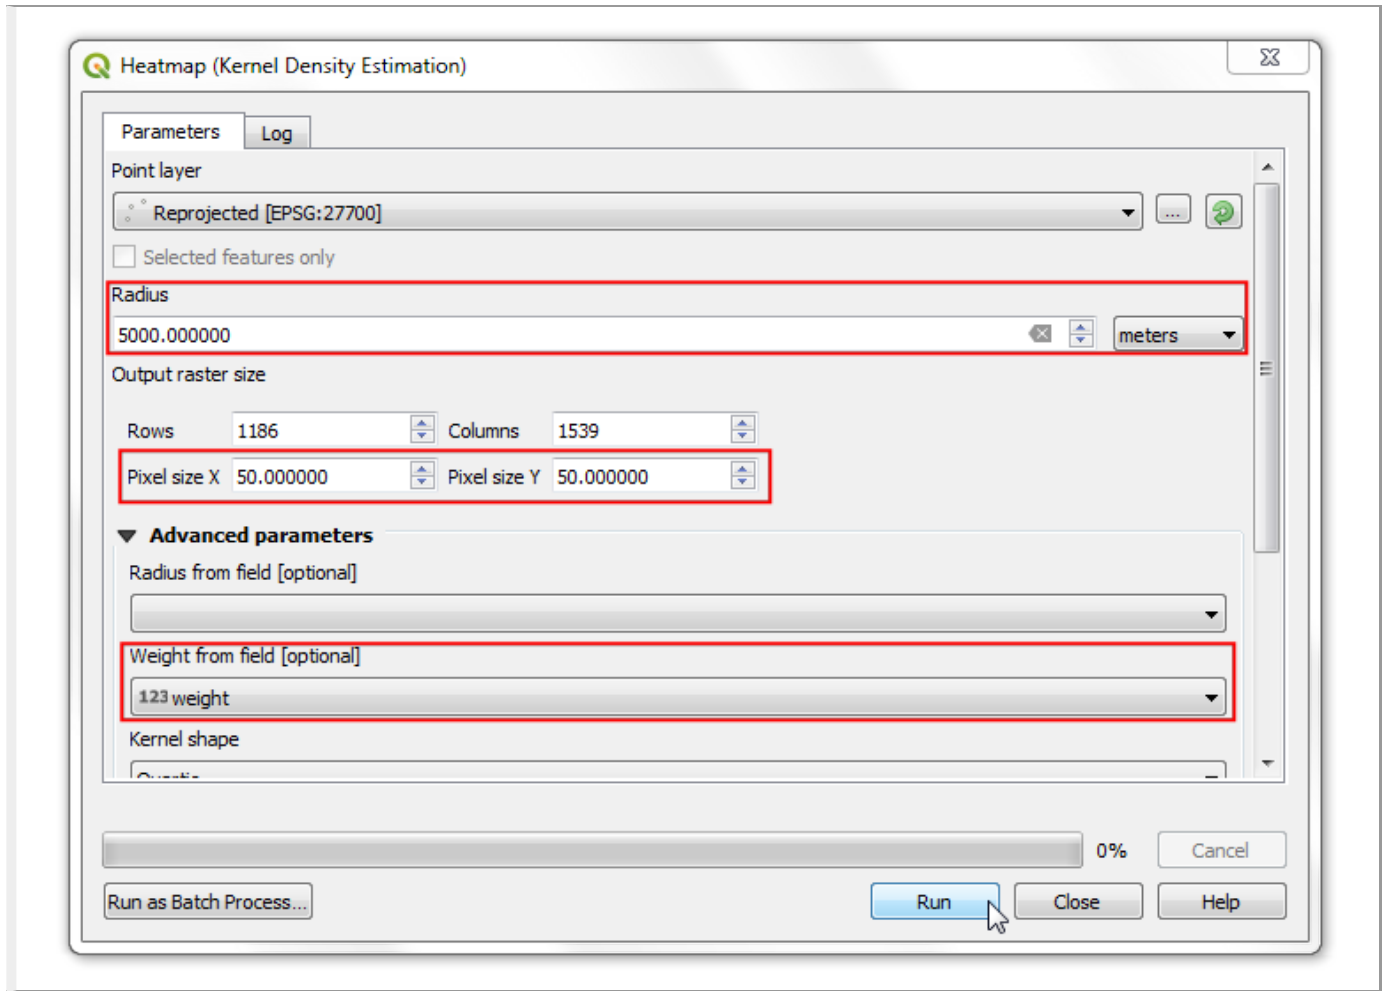 Heatmap (Kernel Density Estimation)
Parameters Log
Point layer
Reprojected [EPSG:27700] ...
Selected features only
Radius
5000.000000 meters
Output raster size
Rows 1186 Columns 1539
Pixel size X 50.000000 Pixel size Y 50.000000
Advanced parameters
Radius from field [optional]
Weight from field [optional]
123 weight
Kernel shape
0% Cancel
Run as Batch Process... Run Close Help